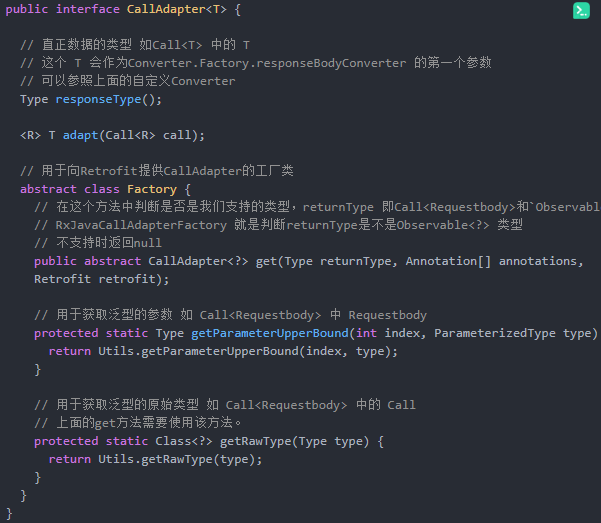 public interface CallAdapter<T> {
// 直正数据的类型 如Call<T> 中的 T
// 这个 T 会作为Converter.Factory.responseBodyConverter 的第一个参数
// 可以参照上面的自定义Converter
Type responseType();
<R> T adapt(Call<R> call);
// 用于向Retrofit提供CallAdapter的工厂类
abstract class Factory {
// 在这个方法中判断是否是我们支持的类型，returnType 即Call<Requestbody>和`Observabl
// RxJavaCallAdapterFactory 就是判断returnType是不是Observable<?> 类型
// 不支持时返回null
public abstract CallAdapter<?> get(Type returnType, Annotation[] annotations,
Retrofit retrofit);
// 用于获取泛型的参数 如 Call<Requestbody> 中 Requestbody
protected static Type getParameterUpperBound(int index, ParameterizedType type)
return Utils.getParameterUpperBound(index, type);
}
// 用于获取泛型的原始类型 如 Call<Requestbody> 中的 Call
// 上面的get方法需要使用该方法。
protected static Class<?> getRawType(Type type) {
return Utils.getRawType(type);
}
}
}